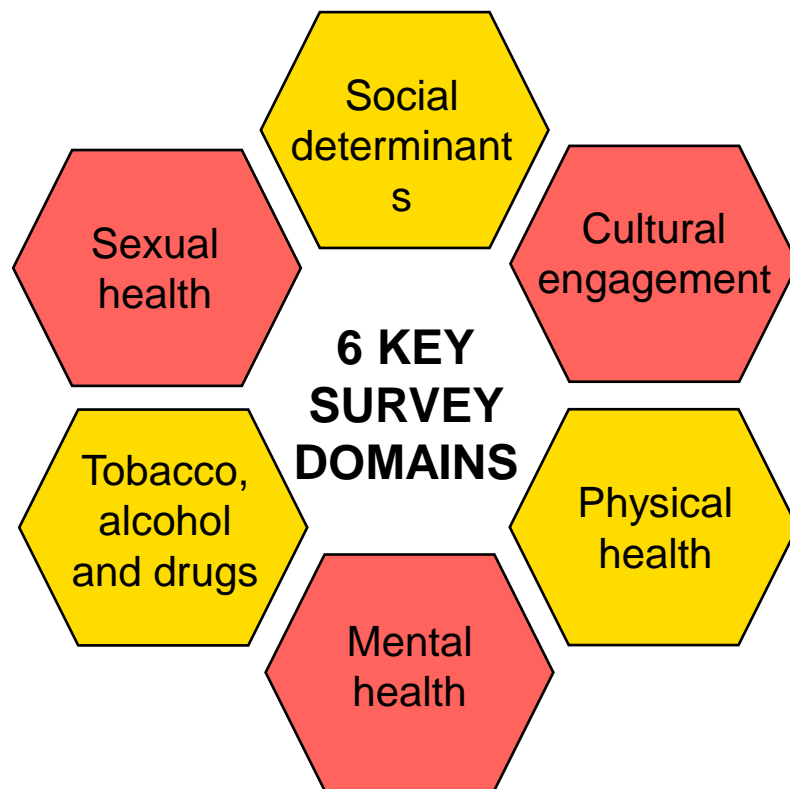 Social
determinant
s
Cultural
engagement
Sexual
health
6 KEY
SURVEY
DOMAINS
Tobacco,
alcohol
and drugs
Physical
health
Mental
health